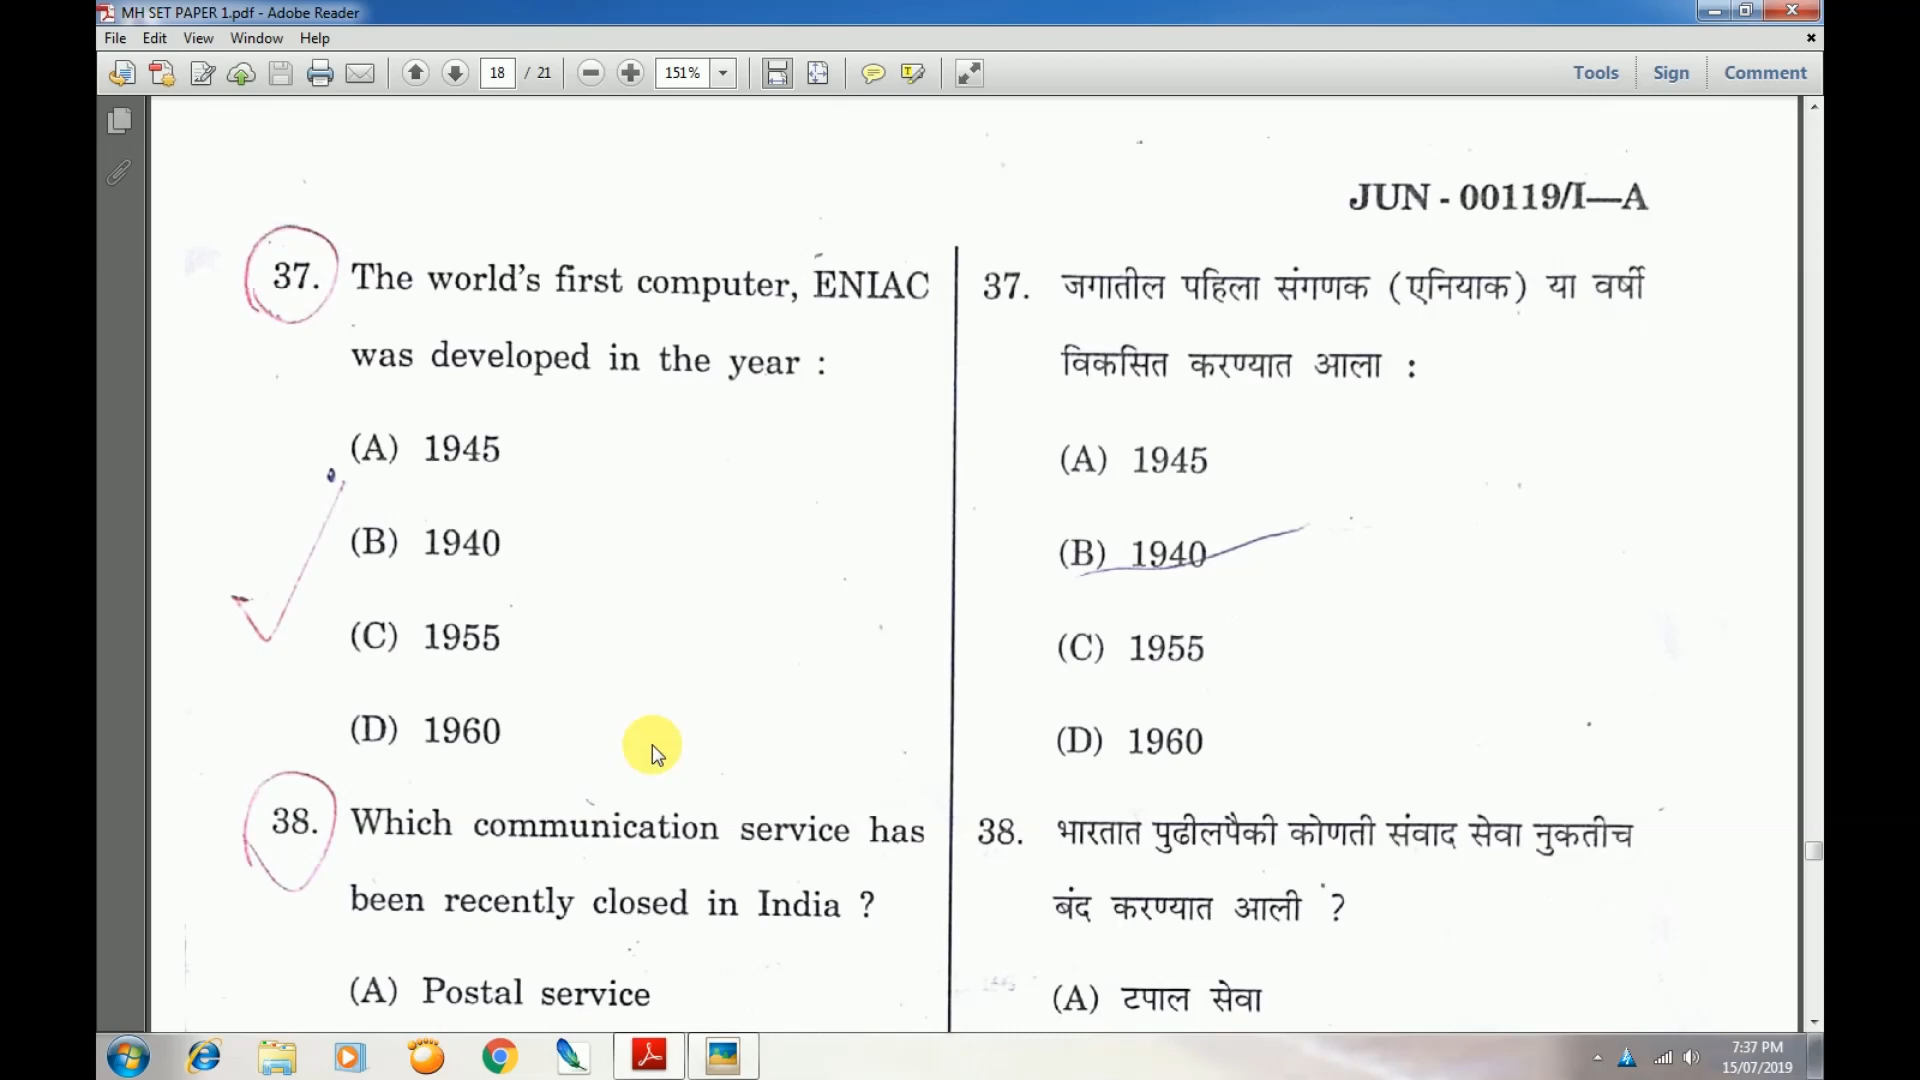 MH SET PAPER 1.pdf - Adobe Reader
File Edit View Window Help
18 / 21 151% Tools Sign Comment
JUN - 00119/I—A
37. The world's first computer, ENIAC
was developed in the year :
(A) 1945
(B) 1940
(C) 1955
(D) 1960
38. Which communication service has
been recently closed in India ?
(A) Postal service
37. जगातील पहिला संगणक (एनियाक) या वर्षी
विकसित करण्यात आला :
(A) 1945
(B) 1940
(C) 1955
(D) 1960
38. भारतात पुढीलपैकी कोणती संवाद सेवा नुकतीच
बंद करण्यात आली ?
(A) टपाल सेवा
7:37 PM
15/07/2019